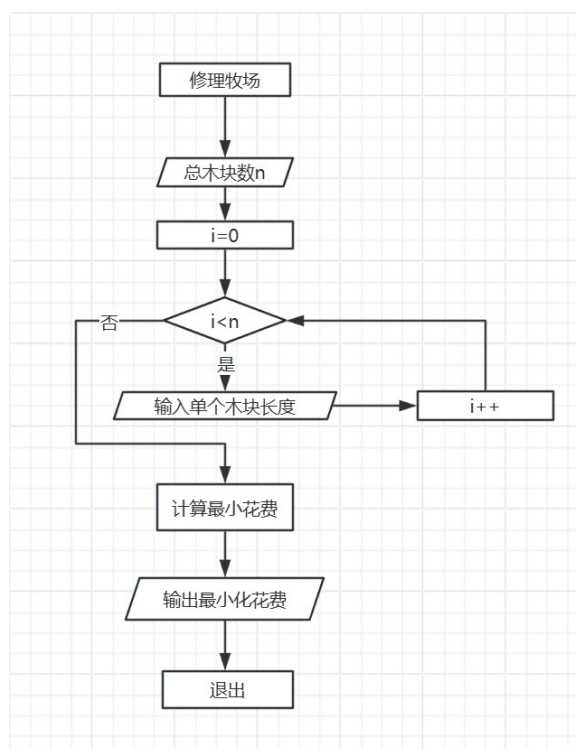 修理牧场
总木块数n
i=0
i<n
否
是
输入单个木块长度
i++
计算最小花费
输出最小化花费
退出